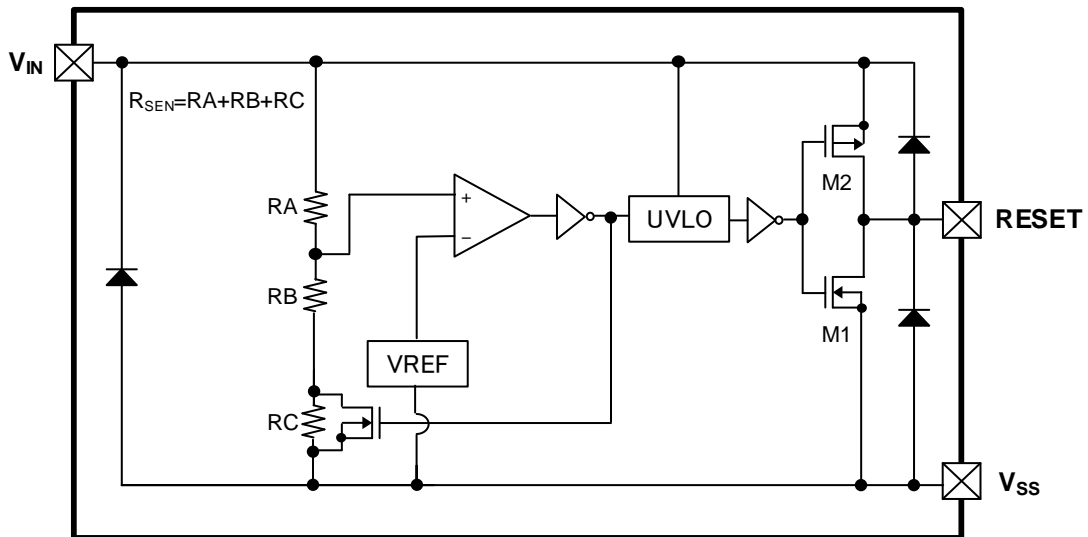 V_IN
R_SEN=RA+RB+RC
RA
+
−
UVLO
M2
RESET
RB
VREF
M1
RC
V_SS